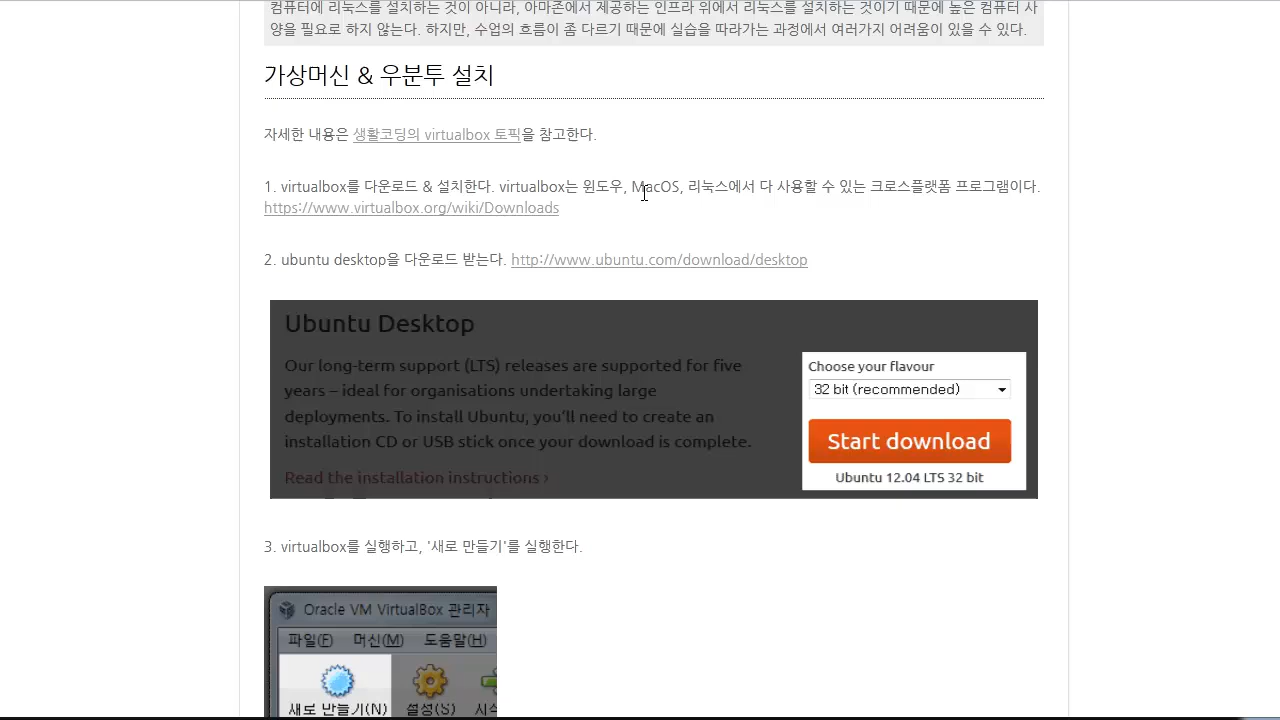 컴퓨터에 리눅스를 설치하는 것이 아니라, 아마존에서 제공하는 인프라 위에서 리눅스를 설치하는 것이기 때문에 높은 컴퓨터 사
양을 필요로 하지 않는다. 하지만, 수업의 흐름이 좀 다르기 때문에 실습을 따라가는 과정에서 여러가지 어려움이 있을 수 있다.
가상머신 & 우분투 설치
자세한 내용은 생활코딩의 virtualbox 토픽을 참고한다.
1. virtualbox를 다운로드 & 설치한다. virtualbox는 윈도우, MacOS, 리눅스에서 다 사용할 수 있는 크로스플랫폼 프로그램이다.
https://www.virtualbox.org/wiki/Downloads
2. ubuntu desktop을 다운로드 받는다. http://www.ubuntu.com/download/desktop
Ubuntu Desktop
Our long-term support (LTS) releases are supported for five
years – ideal for organisations undertaking large
deployments. To install Ubuntu, you'll need to create an
installation CD or USB stick once your download is complete.
Read the installation instructions ›
Choose your flavour
32 bit (recommended)
Start download
Ubuntu 12.04 LTS 32 bit
3. virtualbox를 실행하고, '새로 만들기'를 실행한다.
Oracle VM VirtualBox 관리자
파일(F) 머신(M) 도움말(H)
새로 만들기(N) 설정(S)